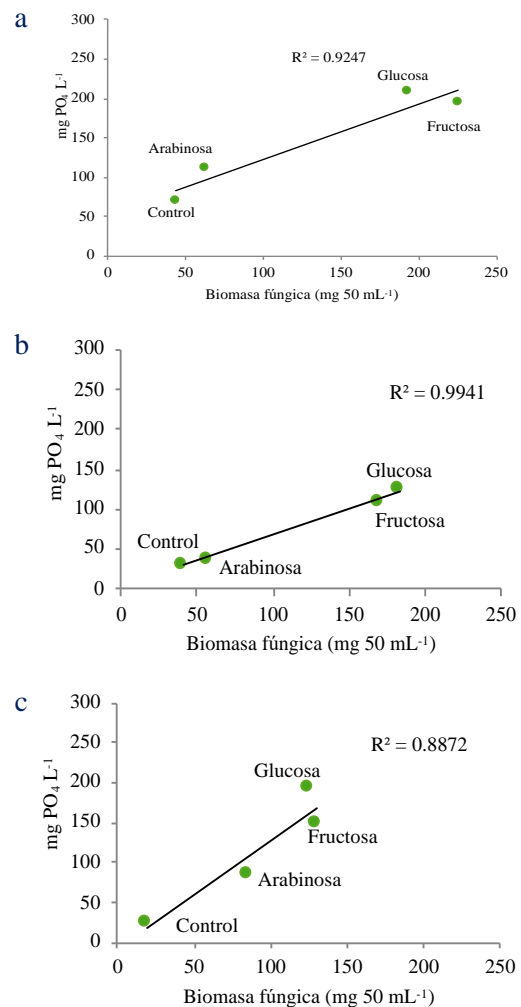 a
300
R² = 0.9247
250
Glucosa
200
mg PO₄ L⁻¹
Fructosa
150
Arabinosa
100
50
Control
0
0 50 100 150 200 250
Biomasa fúngica (mg 50 mL⁻¹)
b
300
250
R² = 0.9941
200
mg PO₄ L⁻¹
Glucosa
150
100
Fructosa
Control
50
Arabinosa
0
0 50 100 150 200 250
Biomasa fúngica (mg 50 mL⁻¹)
c
300
250
R² = 0.8872
Glucosa
200
mg PO₄ L⁻¹
150
Fructosa
100
Arabinosa
50
Control
0
0 50 100 150 200 250
Biomasa fúngica (mg 50 mL⁻¹)